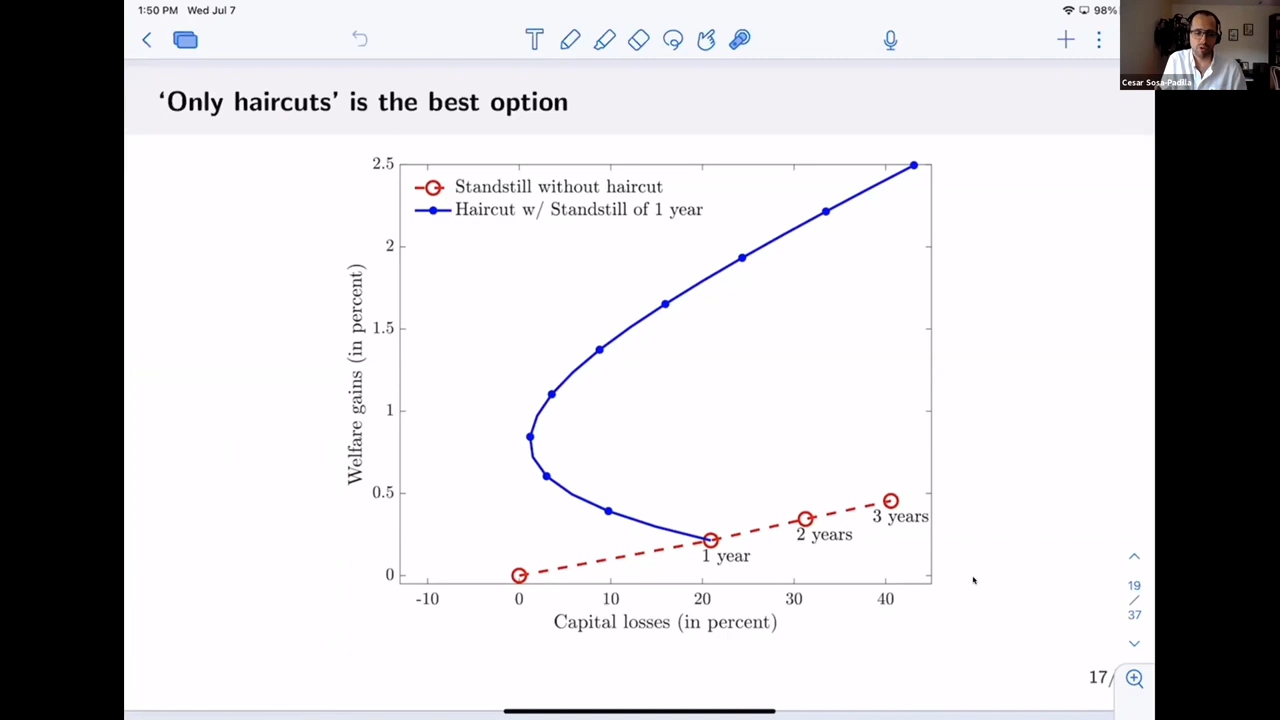 1:50 PM Wed Jul 7
98%
Cesar Sosa-Padilla
‘Only haircuts’ is the best option
2.5
2
1.5
1
0.5
0
Welfare gains (in percent)
Standstill without haircut
Haircut w/ Standstill of 1 year
1 year
2 years
3 years
-10 0 10 20 30 40
Capital losses (in percent)
19
/
37
17/